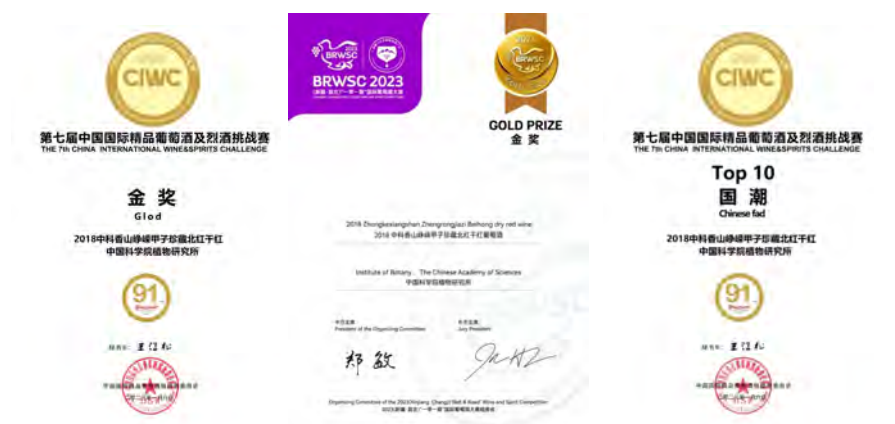 CIWC
第七届中国国际精品葡萄酒及烈酒挑战赛
THE 7th CHINA INTERNATIONAL WINE&SPIRITS CHALLENGE
金 奖
Glod
2018中科香山峥嵘甲子珍藏北红干红
中国科学院植物研究所
91
BRWSC
BRWSC 2023
BRWSC
GOLD PRIZE
金 奖
2018 Zhongkexiangshan Zhengrongjiazi Beihong dry red wine
2018 中科香山峥嵘甲子珍藏北红干红葡萄酒
Institute of Botany, The Chinese Academy of Sciences
中国科学院植物研究所
President of the Organizing Committee
Jury President
郑敏
CIWC
第七届中国国际精品葡萄酒及烈酒挑战赛
THE 7th CHINA INTERNATIONAL WINE&SPIRITS CHALLENGE
Top 10
国 潮
Chinese fad
2018中科香山峥嵘甲子珍藏北红干红
中国科学院植物研究所
91